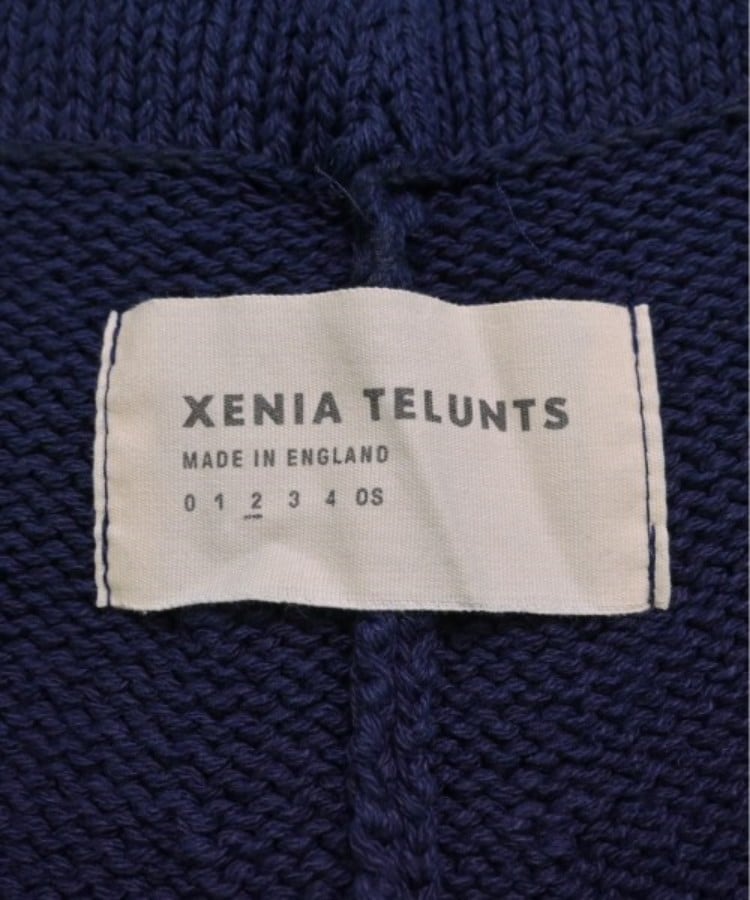 XENIA TELUNTS
MADE IN ENGLAND
0 1 2 3 4 OS